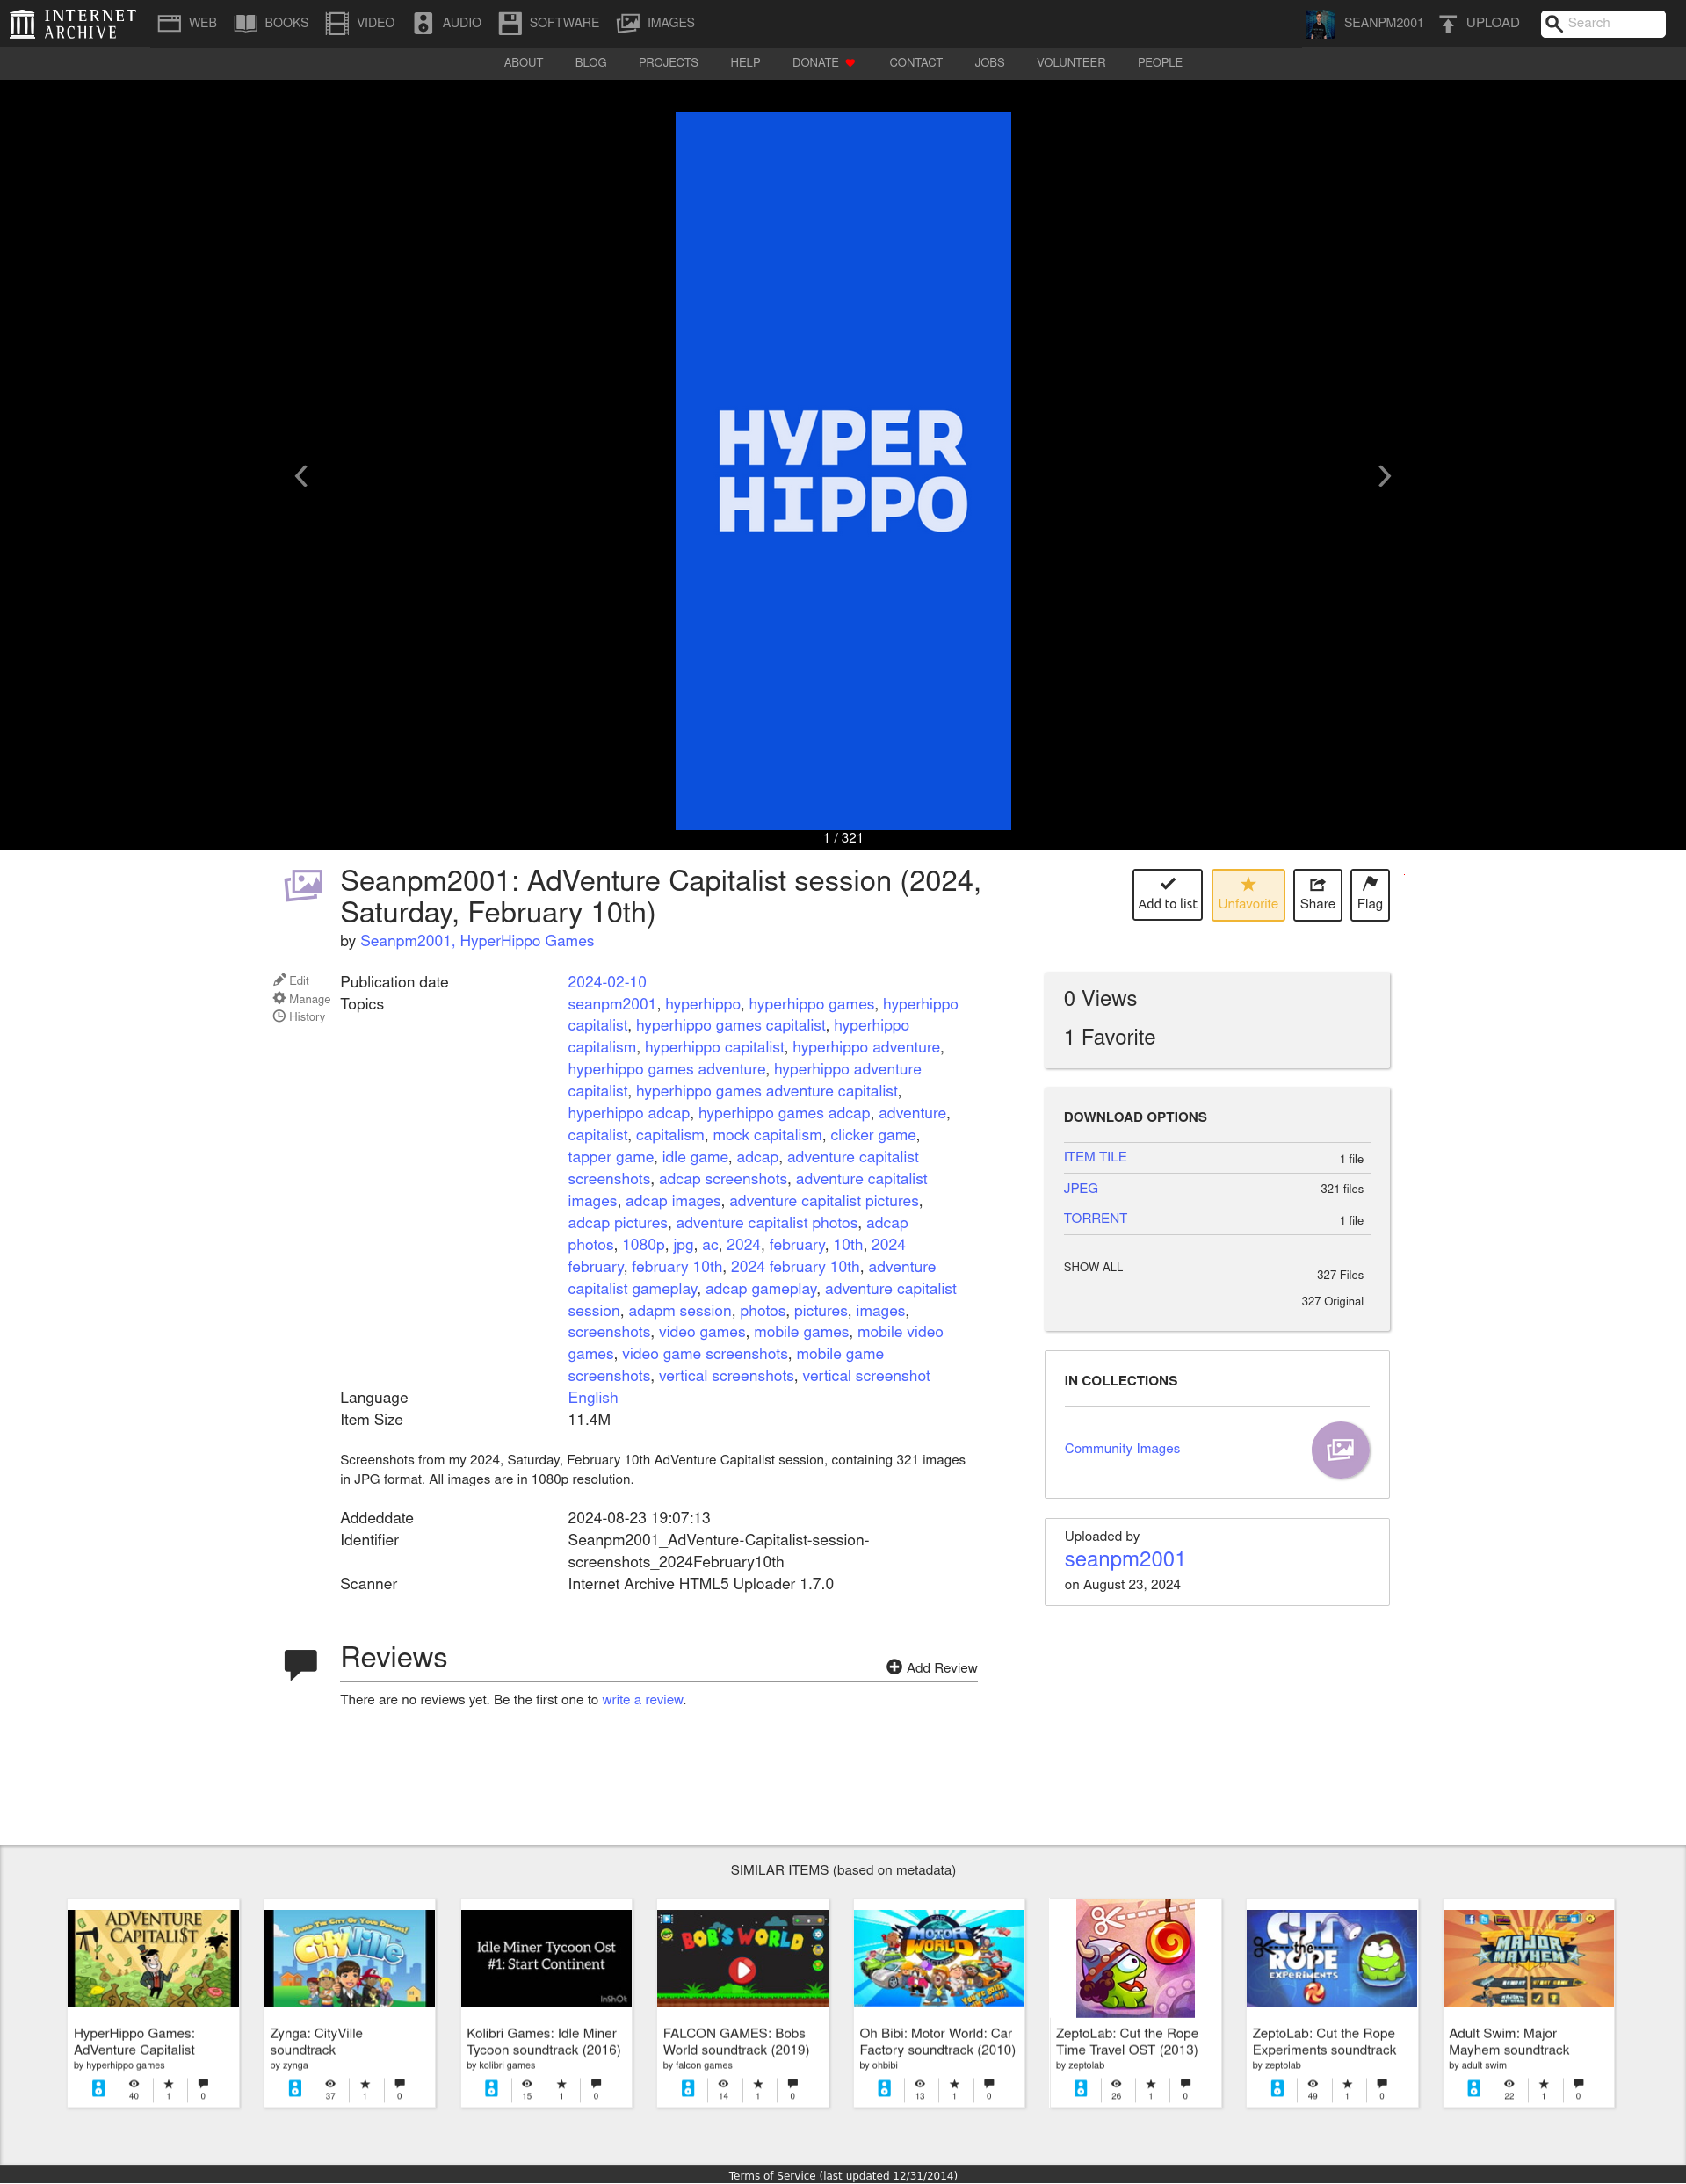 INTERNET ARCHIVE
WEB
BOOKS
VIDEO
AUDIO
SOFTWARE
IMAGES
SEANPM2001
UPLOAD
Search
ABOUT
BLOG
PROJECTS
HELP
DONATE
CONTACT
JOBS
VOLUNTEER
PEOPLE
HYPER
HIPPO
1 / 321
Seanpm2001: AdVenture Capitalist session (2024,
Saturday, February 10th)
by Seanpm2001, HyperHippo Games
Add to list
Unfavorite
Share
Flag
Edit
Manage
History
Publication date
2024-02-10
Topics
seanpm2001, hyperhippo, hyperhippo games, hyperhippo
capitalist, hyperhippo games capitalist, hyperhippo
capitalism, hyperhippo capitalist, hyperhippo adventure,
hyperhippo games adventure, hyperhippo adventure
capitalist, hyperhippo games adventure capitalist,
hyperhippo adcap, hyperhippo games adcap, adventure,
capitalist, capitalism, mock capitalism, clicker game,
tapper game, idle game, adcap, adventure capitalist
screenshots, adcap screenshots, adventure capitalist
images, adcap images, adventure capitalist pictures,
adcap pictures, adventure capitalist photos, adcap
photos, 1080p, jpg, ac, 2024, february, 10th, 2024
february, february 10th, 2024 february 10th, adventure
capitalist gameplay, adcap gameplay, adventure capitalist
session, adapm session, photos, pictures, images,
screenshots, video games, mobile games, mobile video
games, video game screenshots, mobile game
screenshots, vertical screenshots, vertical screenshot
Language
English
Item Size
11.4M
Screenshots from my 2024, Saturday, February 10th AdVenture Capitalist session, containing 321 images
in JPG format. All images are in 1080p resolution.
Addeddate
2024-08-23 19:07:13
Identifier
Seanpm2001_AdVenture-Capitalist-session-
screenshots_2024February10th
Scanner
Internet Archive HTML5 Uploader 1.7.0
0 Views
1 Favorite
DOWNLOAD OPTIONS
ITEM TILE 1 file
JPEG 321 files
TORRENT 1 file
SHOW ALL
327 Files
327 Original
IN COLLECTIONS
Community Images
Uploaded by
seanpm2001
on August 23, 2024
Reviews
Add Review
There are no reviews yet. Be the first one to write a review.
SIMILAR ITEMS (based on metadata)
ADVENTURE
CAPITALIST
HyperHippo Games:
AdVenture Capitalist
by hyperhippo games
40 1 0
BUILD THE CITY OF YOUR DREAMS!
CityVille
Zynga: CityVille
soundtrack
by zynga
37 1 0
Idle Miner Tycoon Ost
#1: Start Continent
InShOt
Kolibri Games: Idle Miner
Tycoon soundtrack (2016)
by kolibri games
15 1 0
BOB'S WORLD
FALCON GAMES: Bobs
World soundtrack (2019)
by falcon games
14 1 0
MOTOR
WORLD
Oh Bibi: Motor World: Car
Factory soundtrack (2010)
by ohbibi
13 1 0
ZeptoLab: Cut the Rope
Time Travel OST (2013)
by zeptolab
26 1 0
CUT
the
ROPE
EXPERIMENTS
ZeptoLab: Cut the Rope
Experiments soundtrack
by zeptolab
49 1 0
MAJOR
MAYHEM
Adult Swim: Major
Mayhem soundtrack
by adult swim
22 1 0
Terms of Service (last updated 12/31/2014)